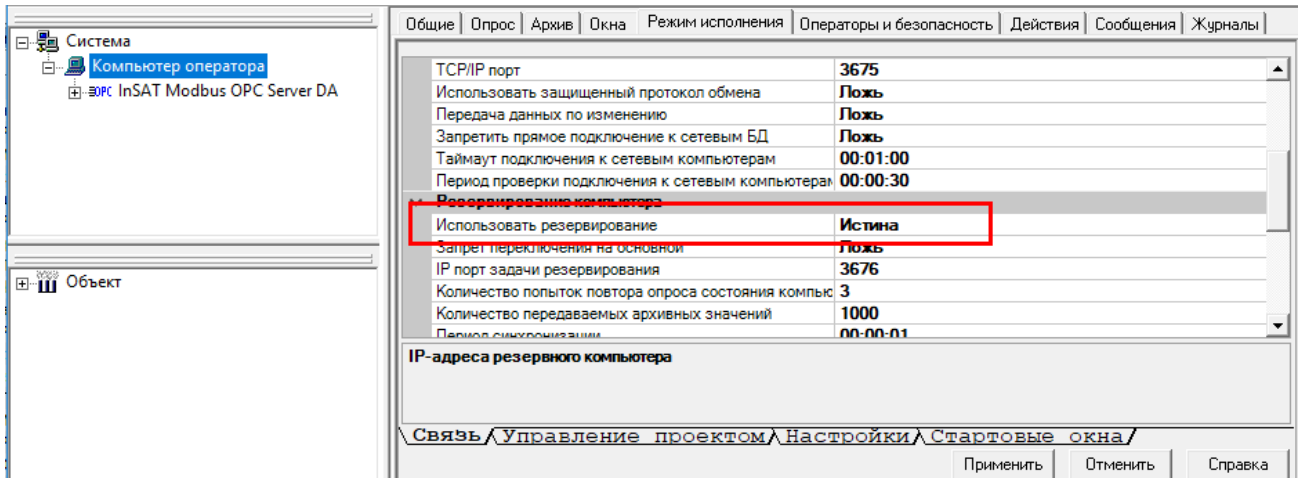 Система
Компьютер оператора
OPC InSAT Modbus OPC Server DA
Объект
Общие Опрос Архив Окна Режим исполнения Операторы и безопасность Действия Сообщения Журналы
TCP/IP порт 3675
Использовать защищенный протокол обмена Ложь
Передача данных по изменению Ложь
Запретить прямое подключение к сетевым БД Ложь
Таймаут подключения к сетевым компьютерам 00:01:00
Период проверки подключения к сетевым компьютерам 00:00:30
Резервирование компьютера
Использовать резервирование Истина
Запрет переключения на основной Ложь
IP порт задачи резервирования 3676
Количество попыток повтора опроса состояния компью 3
Количество передаваемых архивных значений 1000
Период синхронизации 00:00:01
IP-адреса резервного компьютера
Связь Управление проектом Настройки Стартовые окна
Применить Отменить Справка